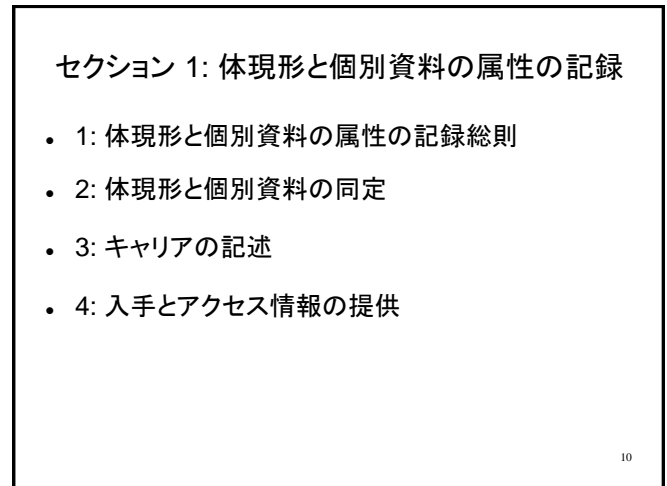 セクション 1: 体現形と個別資料の属性の記録
• 1: 体現形と個別資料の属性の記録総則
• 2: 体現形と個別資料の同定
• 3: キャリアの記述
• 4: 入手とアクセス情報の提供
10